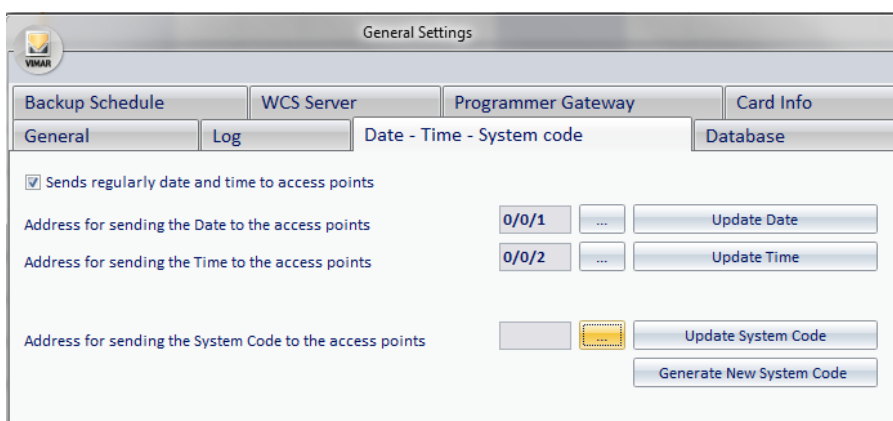 General Settings
VIMAR
Backup Schedule WCS Server Programmer Gateway Card Info
General Log Date - Time - System code Database
Sends regularly date and time to access points
Address for sending the Date to the access points 0/0/1 ... Update Date
Address for sending the Time to the access points 0/0/2 ... Update Time
Address for sending the System Code to the access points ... Update System Code
Generate New System Code